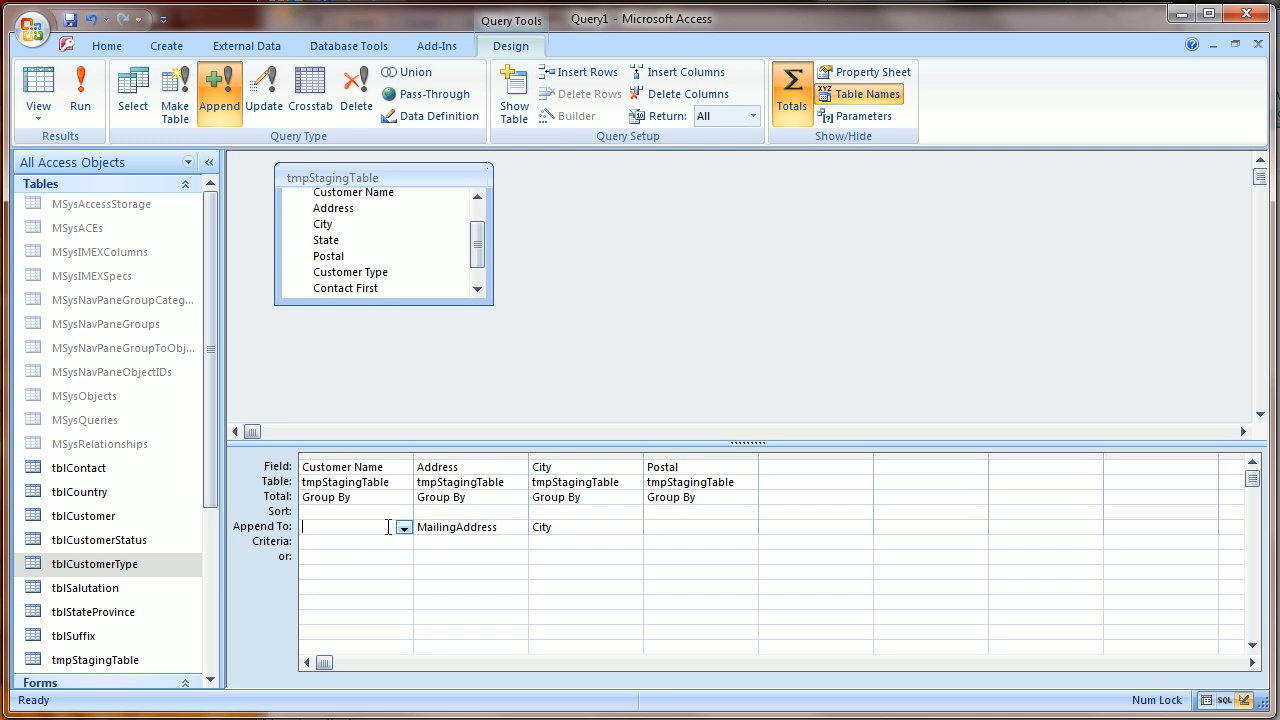 Query Tools
Query1 - Microsoft Access
Home Create External Data Database Tools Add-Ins Design
View
Run
Results
Select
Make Table
Append
Update
Crosstab
Delete
Union
Pass-Through
Data Definition
Query Type
Show Table
Insert Rows
Delete Rows
Builder
Insert Columns
Delete Columns
Return: All
Query Setup
Totals
Property Sheet
XYZ Table Names
Parameters
Show/Hide
All Access Objects
Tables
MSysAccessStorage
MSysACEs
MSysIMEXColumns
MSysIMEXSpecs
MSysNavPaneGroupCateg...
MSysNavPaneGroups
MSysNavPaneGroupToObj...
MSysNavPaneObjectIDs
MSysObjects
MSysQueries
MSysRelationships
tblContact
tblCountry
tblCustomer
tblCustomerStatus
tblCustomerType
tblSalutation
tblStateProvince
tblSuffix
tmpStagingTable
Forms
tmpStagingTable
Customer Name
Address
City
State
Postal
Customer Type
Contact First
Field: Customer Name Address City Postal
Table: tmpStagingTable tmpStagingTable tmpStagingTable tmpStagingTable
Total: Group By Group By Group By Group By
Sort:
Append To: MailingAddress City
Criteria:
or:
Ready
Num Lock
SQL